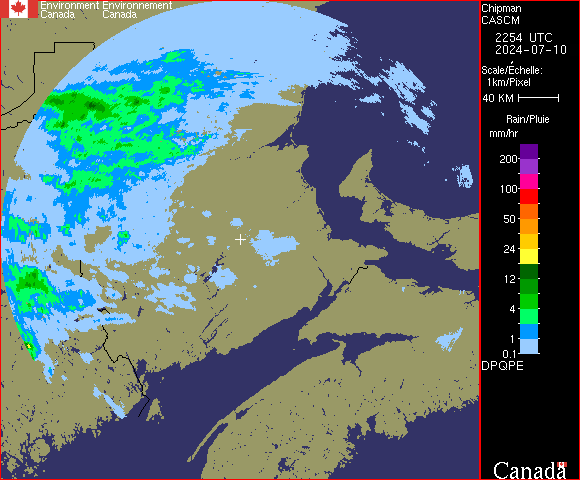 Environment Environnement
Canada Canada
Chipman
CASCM
2254 UTC
2024-07-10
Scale/Échelle:
1km/Pixel
40 KM
Rain/Pluie
mm/hr
200
100
50
24
12
4
1
0.1
DPQPE
Canada